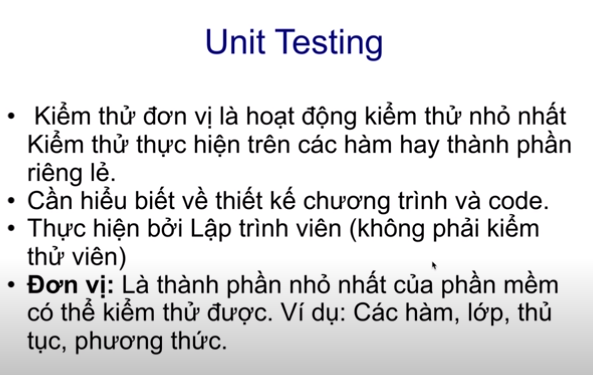 Unit Testing
• Kiểm thử đơn vị là hoạt động kiểm thử nhỏ nhất
Kiểm thử thực hiện trên các hàm hay thành phần
riêng lẻ.
• Cần hiểu biết về thiết kế chương trình và code.
• Thực hiện bởi Lập trình viên (không phải kiểm
thử viên)
• Đơn vị: Là thành phần nhỏ nhất của phần mềm
có thể kiểm thử được. Ví dụ: Các hàm, lớp, thủ
tục, phương thức.